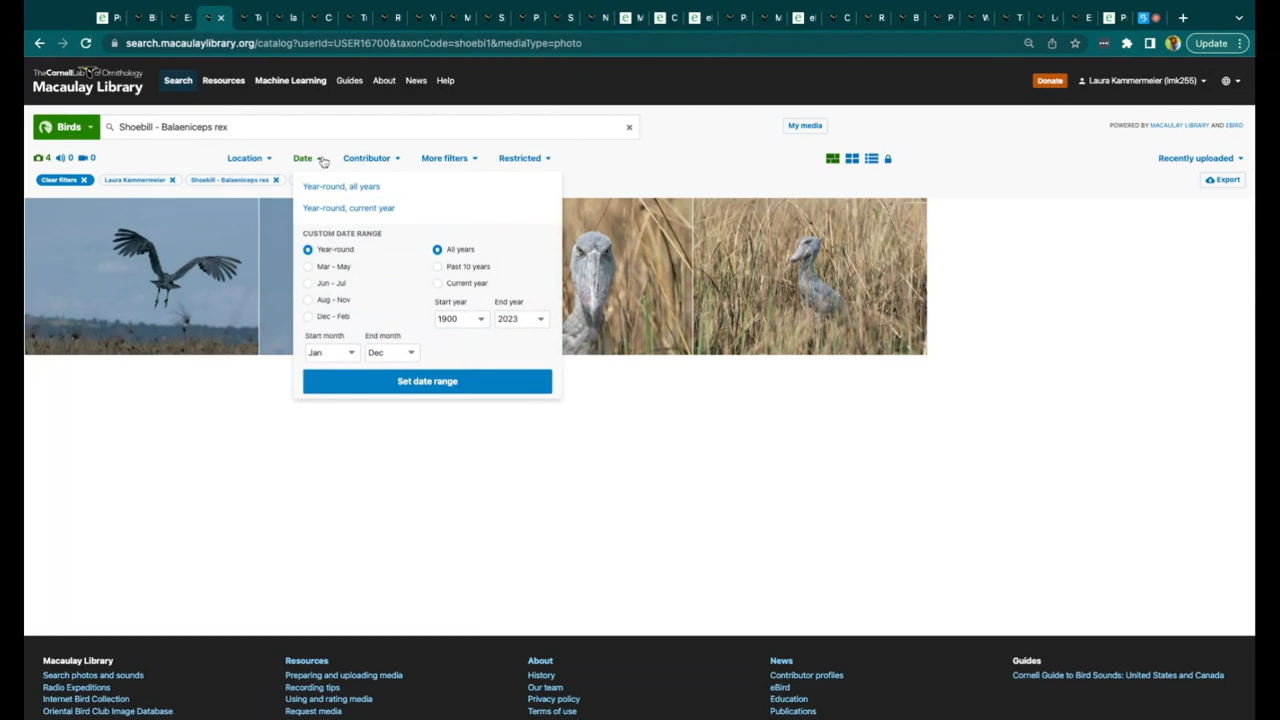 search.macaulaylibrary.org/catalog?userId=USER16700&taxonCode=shoebi1&mediaType=photo
Update
TheCornellLab of Ornithology
Macaulay Library
Search Resources Machine Learning Guides About News Help
Donate
Laura Kammermeier (lmk255)
Birds
Shoebill - Balaeniceps rex
My media
POWERED BY MACAULAY LIBRARY AND EBIRD
4 0 0
Location Date Contributor More filters Restricted
Recently uploaded
Clear filters Laura Kammermeier Shoebill - Balaeniceps rex
Export
Year-round, all years
Year-round, current year
CUSTOM DATE RANGE
Year-round All years
Mar - May Past 10 years
Jun - Jul Current year
Aug - Nov
Dec - Feb
Start year End year
1900 2023
Start month End month
Jan Dec
Set date range
Macaulay Library
Search photos and sounds
Radio Expeditions
Internet Bird Collection
Oriental Bird Club Image Database
Resources
Preparing and uploading media
Recording tips
Using and rating media
Request media
About
History
Our team
Privacy policy
Terms of use
News
Contributor profiles
eBird
Education
Publications
Guides
Cornell Guide to Bird Sounds: United States and Canada